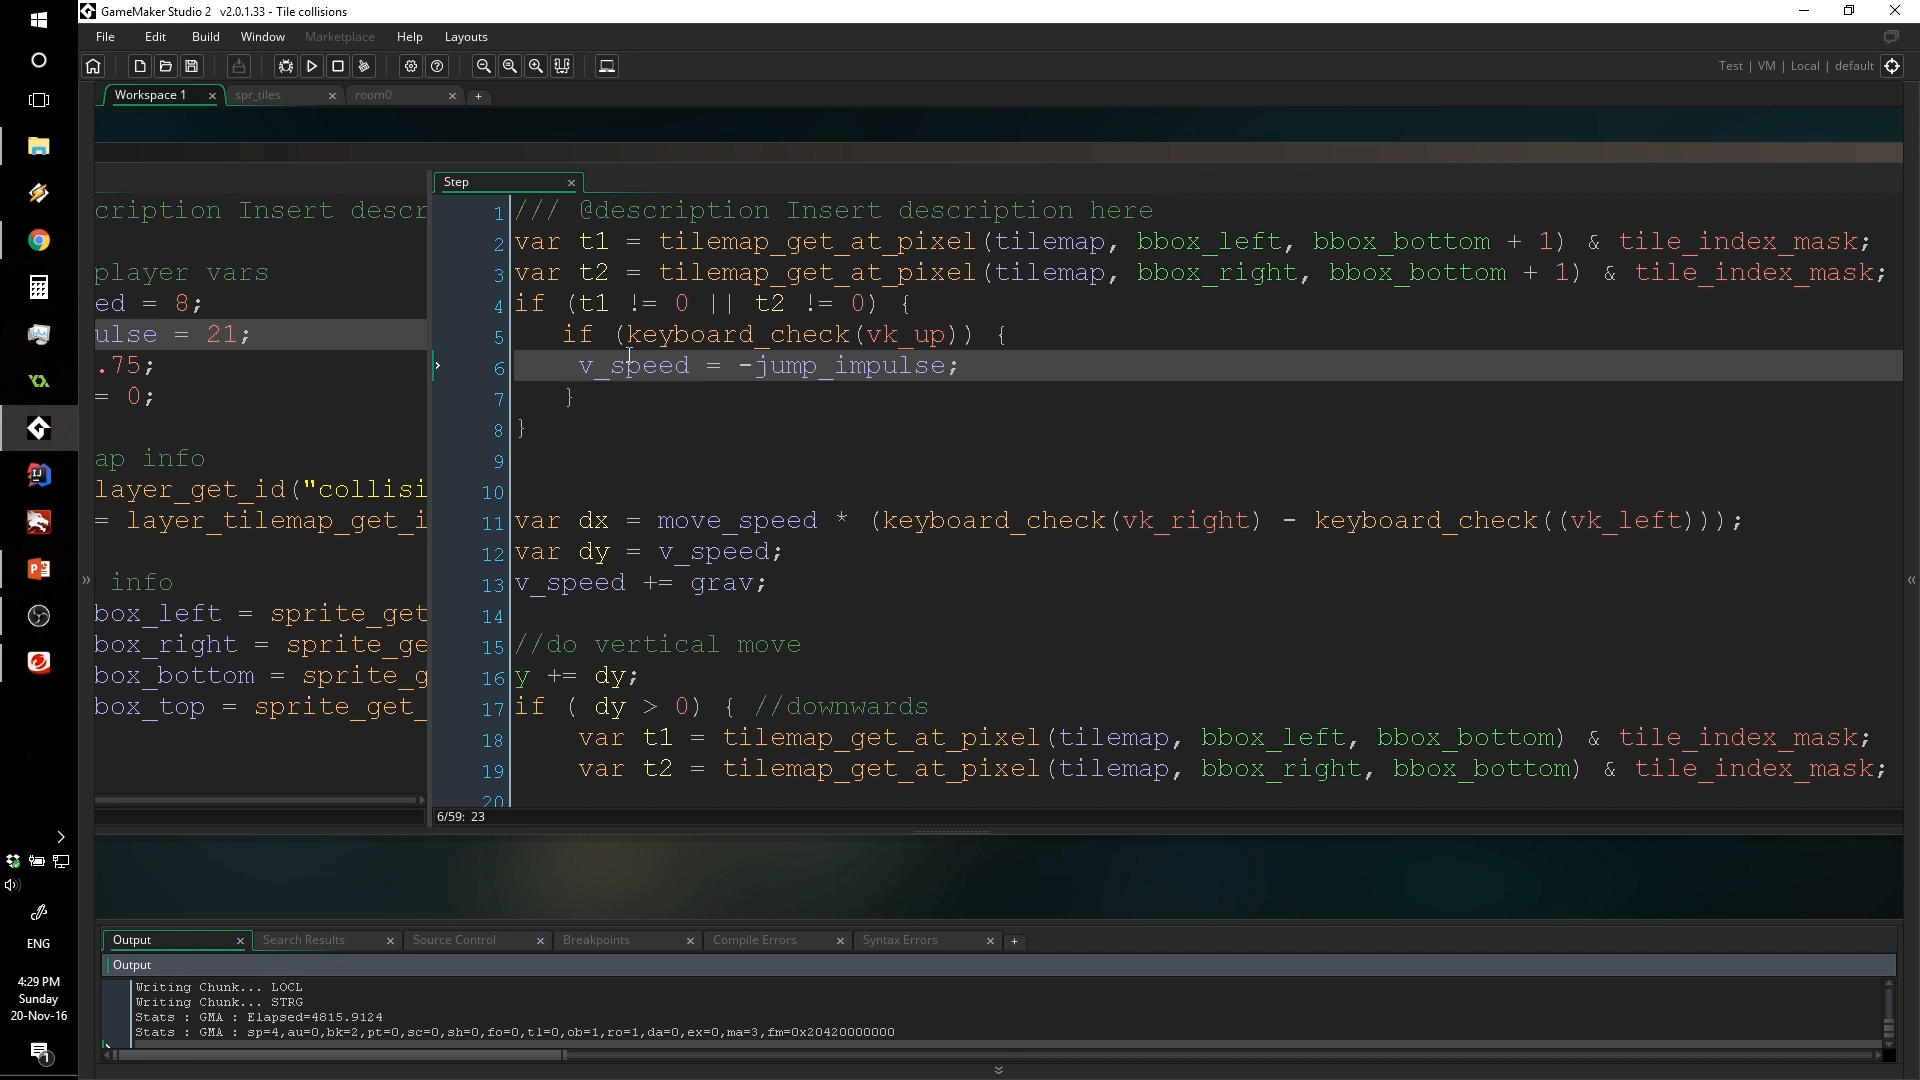 GameMaker Studio 2 v2.0.1.33 - Tile collisions
File Edit Build Window Marketplace Help Layouts
Test | VM | Local | default
Workspace 1 spr_tiles room0
cription Insert descr
player vars
ed = 8;
ulse = 21;
.75;
= 0;
ap info
layer_get_id("collisi
= layer_tilemap_get_i
info
box_left = sprite_get
box_right = sprite_ge
box_bottom = sprite_g
box_top = sprite_get_
Step
1 /// @description Insert description here
2 var t1 = tilemap_get_at_pixel(tilemap, bbox_left, bbox_bottom + 1) & tile_index_mask;
3 var t2 = tilemap_get_at_pixel(tilemap, bbox_right, bbox_bottom + 1) & tile_index_mask;
4 if (t1 != 0 || t2 != 0) {
5 if (keyboard_check(vk_up)) {
6 v_speed = -jump_impulse;
7 }
8 }
9
10
11 var dx = move_speed * (keyboard_check(vk_right) - keyboard_check((vk_left)));
12 var dy = v_speed;
13 v_speed += grav;
14
15 //do vertical move
16 y += dy;
17 if ( dy > 0) { //downwards
18 var t1 = tilemap_get_at_pixel(tilemap, bbox_left, bbox_bottom) & tile_index_mask;
19 var t2 = tilemap_get_at_pixel(tilemap, bbox_right, bbox_bottom) & tile_index_mask;
20
6/59: 23
Output Search Results Source Control Breakpoints Compile Errors Syntax Errors
Output
Writing Chunk... LOCL
Writing Chunk... STRG
Stats : GMA : Elapsed=4815.9124
Stats : GMA : sp=4,au=0,bk=2,pt=0,sc=0,sh=0,fo=0,tl=0,ob=1,ro=1,da=0,ex=0,ma=3,fm=0x20420000000
ENG
4:29 PM
Sunday
20-Nov-16
1